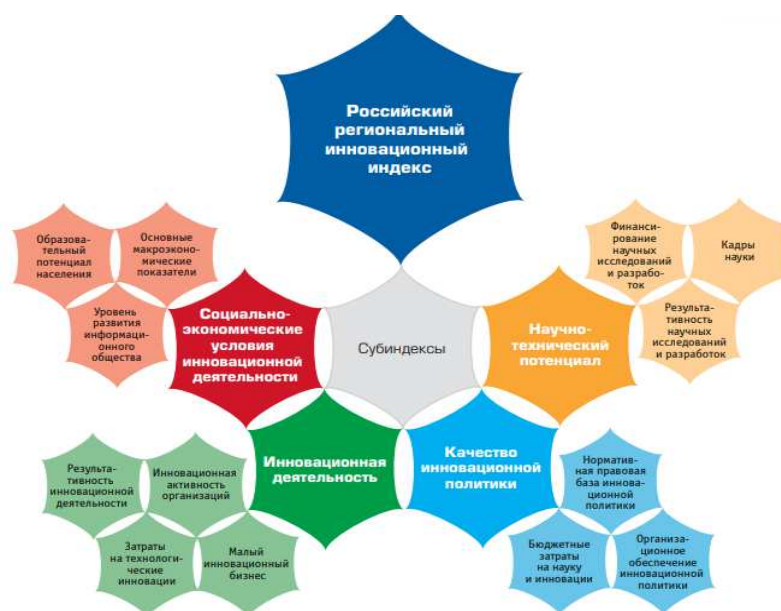 Российский
региональный
инновационный
индекс
Образова-
тельный
потенциал
населения
Основные
макроэконо-
мические
показатели
Уровень
развития
информаци-
онного
общества
Социально-
экономические
условия
инновационной
деятельности
Субиндексы
Научно-
технический
потенциал
Финанси-
рование
научных
исследований
и разрабо-
ток
Кадры
науки
Результа-
тивность
научных
исследований
и разработок
Инновационная
деятельность
Качество
инновационной
политики
Результа-
тивность
инновационной
деятельности
Инновационная
активность
организаций
Затраты
на технологи-
ческие
инновации
Малый
инновационный
бизнес
Норматив-
ная правовая
база иннова-
ционной
политики
Бюджетные
затраты
на науку
и инновации
Организа-
ционное
обеспечение
инновационной
политики